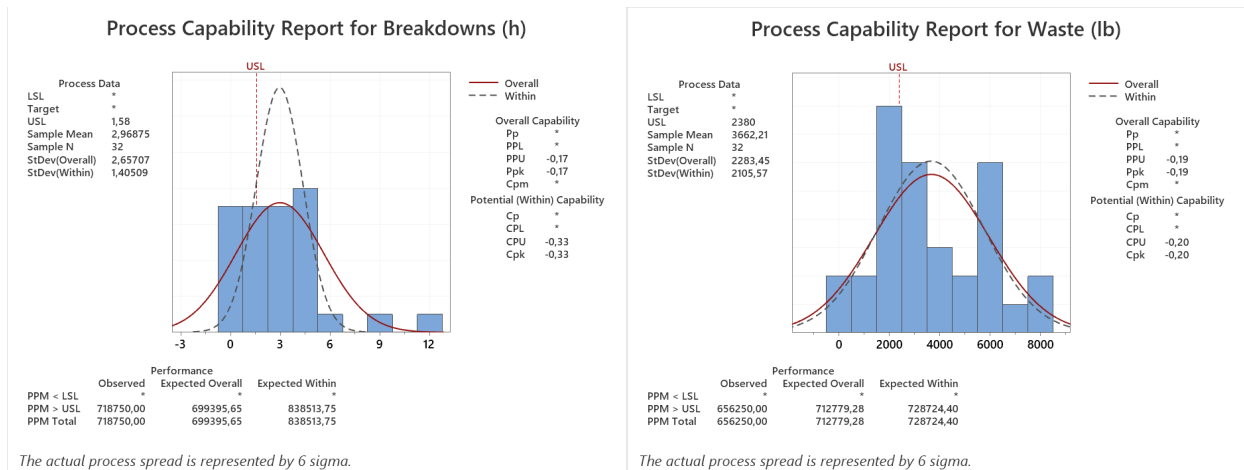 Process Capability Report for Breakdowns (h)
USL
Process Data
LSL *
Target *
USL 1,58
Sample Mean 2,96875
Sample N 32
StDev(Overall) 2,65707
StDev(Within) 1,40509
Overall
Within
Overall Capability
Pp *
PPL *
PPU -0,17
Ppk -0,17
Cpm *
Potential (Within) Capability
Cp *
CPL *
CPU -0,33
Cpk -0,33
-3 0 3 6 9 12
Performance
Observed Expected Overall Expected Within
PPM < LSL * * *
PPM > USL 718750,00 699395,65 838513,75
PPM Total 718750,00 699395,65 838513,75
The actual process spread is represented by 6 sigma.
Process Capability Report for Waste (lb)
USL
Process Data
LSL *
Target *
USL 2380
Sample Mean 3662,21
Sample N 32
StDev(Overall) 2283,45
StDev(Within) 2105,57
Overall
Within
Overall Capability
Pp *
PPL *
PPU -0,19
Ppk -0,19
Cpm *
Potential (Within) Capability
Cp *
CPL *
CPU -0,20
Cpk -0,20
0 2000 4000 6000 8000
Performance
Observed Expected Overall Expected Within
PPM < LSL * * *
PPM > USL 656250,00 712779,28 728724,40
PPM Total 656250,00 712779,28 728724,40
The actual process spread is represented by 6 sigma.